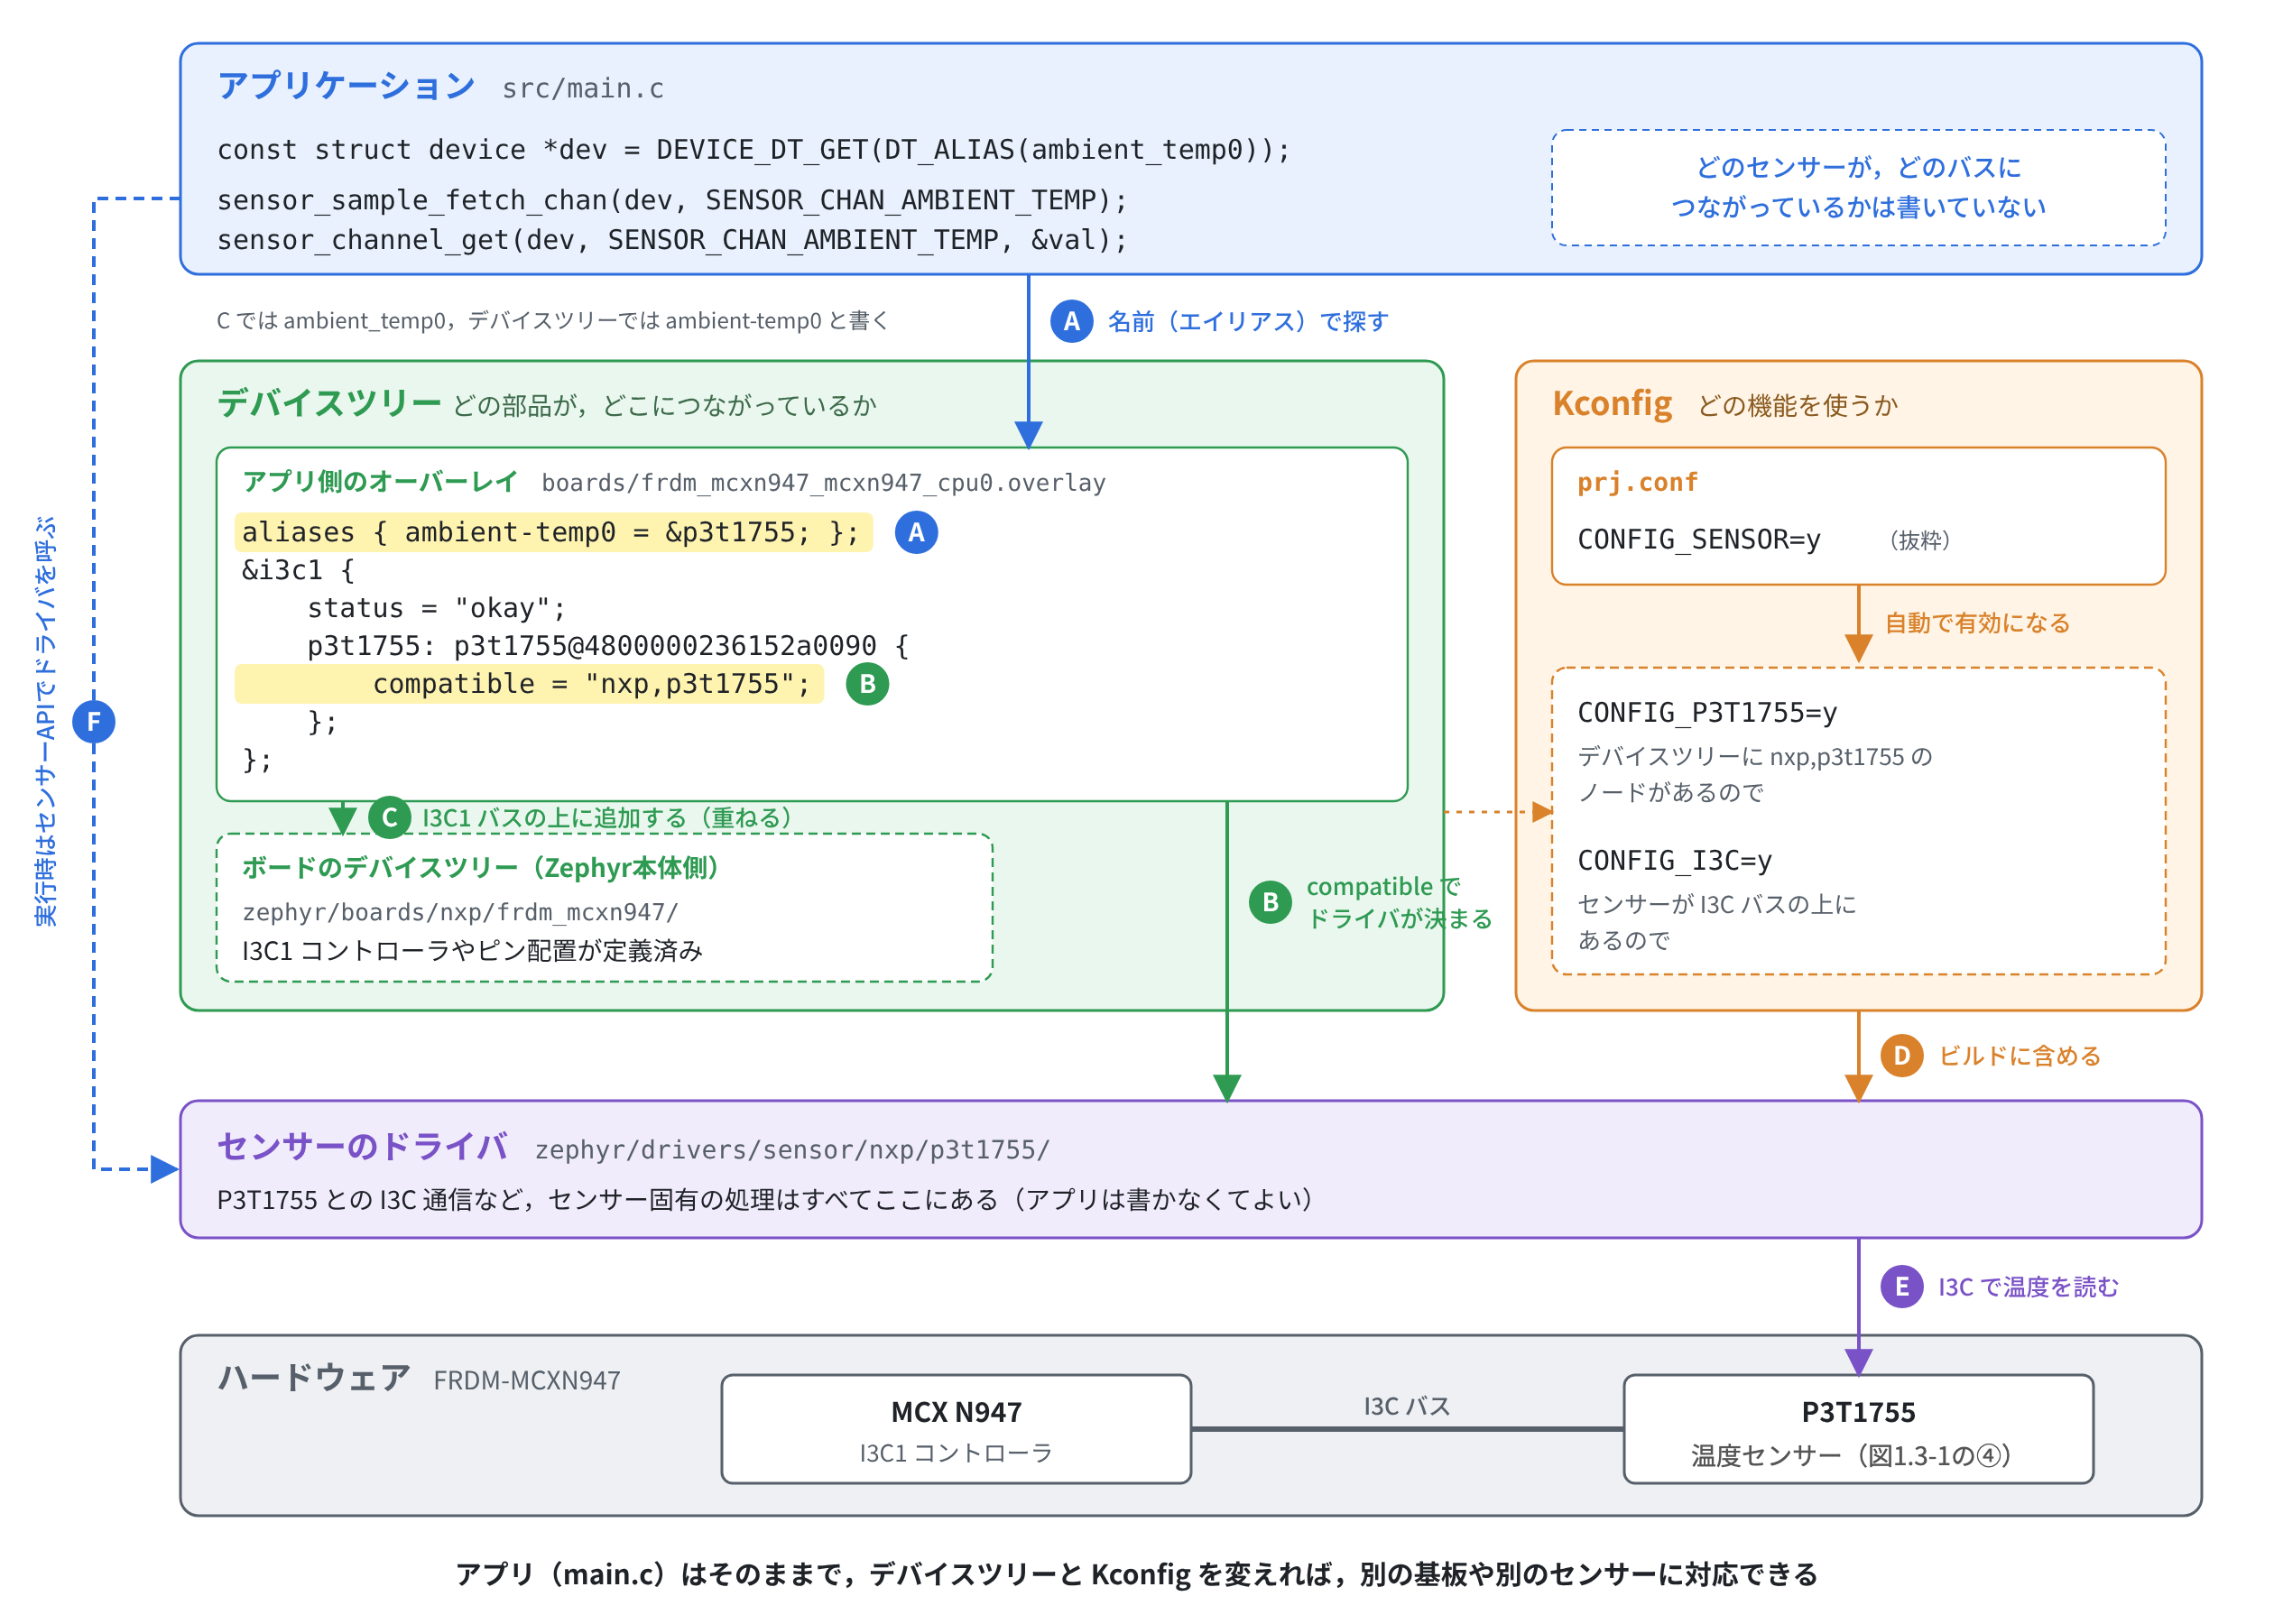 アプリケーション src/main.c
const struct device *dev = DEVICE_DT_GET(DT_ALIAS(ambient_temp0));
sensor_sample_fetch_chan(dev, SENSOR_CHAN_AMBIENT_TEMP);
sensor_channel_get(dev, SENSOR_CHAN_AMBIENT_TEMP, &val);
どのセンサーが，どのバスに
つながっているかは書いていない
C では ambient_temp0，デバイスツリーでは ambient-temp0 と書く
A 名前（エイリアス）で探す
F 実行時はセンサーAPIでドライバを呼ぶ
デバイスツリー どの部品が，どこにつながっているか
アプリ側のオーバーレイ boards/frdm_mcxn947_mcxn947_cpu0.overlay
aliases { ambient-temp0 = &p3t1755; }; A
&i3c1 {
status = "okay";
p3t1755: p3t1755@4800000236152a0090 {
compatible = "nxp,p3t1755"; B
};
};
C I3C1 バスの上に追加する（重ねる）
ボードのデバイスツリー（Zephyr本体側）
zephyr/boards/nxp/frdm_mcxn947/
I3C1 コントローラやピン配置が定義済み
B compatible で
ドライバが決まる
Kconfig どの機能を使うか
prj.conf
CONFIG_SENSOR=y （抜粋）
自動で有効になる
CONFIG_P3T1755=y
デバイスツリーに nxp,p3t1755 の
ノードがあるので
CONFIG_I3C=y
センサーが I3C バスの上に
あるので
D ビルドに含める
センサーのドライバ zephyr/drivers/sensor/nxp/p3t1755/
P3T1755 との I3C 通信など，センサー固有の処理はすべてここにある（アプリは書かなくてよい）
E I3C で温度を読む
ハードウェア FRDM-MCXN947
MCX N947
I3C1 コントローラ
I3C バス
P3T1755
温度センサー（図1.3-1の④）
アプリ（main.c）はそのままで，デバイスツリーと Kconfig を変えれば，別の基板や別のセンサーに対応できる